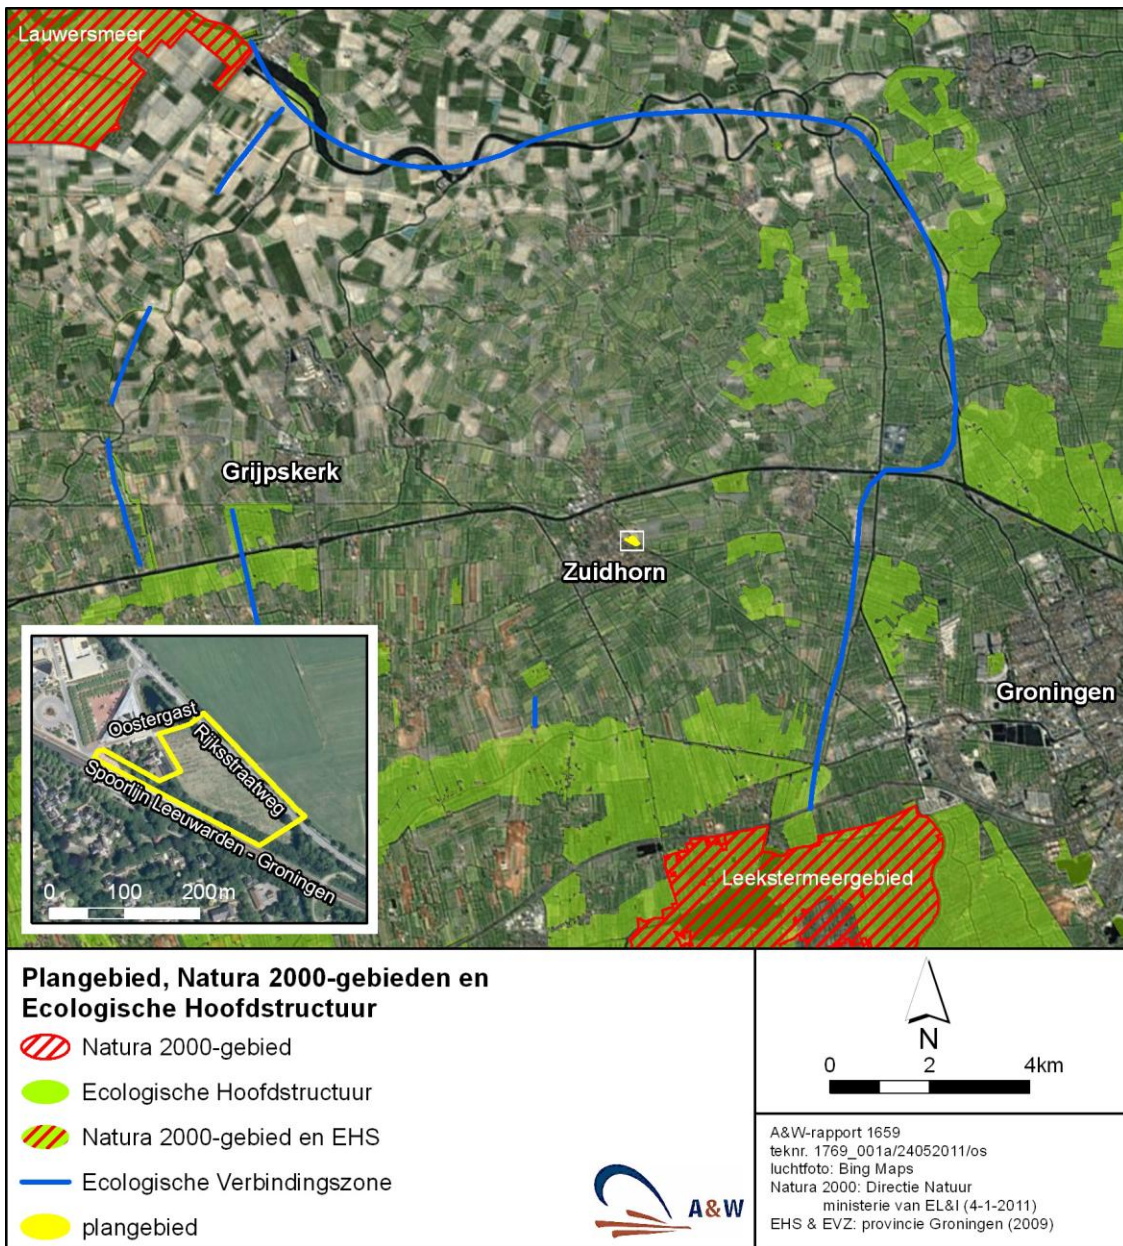 Lauwersmeer
Grijpskerk
Zuidhorn
Groningen
Leekstermeergebied
Oostergast
Rijksstraatweg
Spoorlijn Leeuwarden - Groningen
0 100 200m
Plangebied, Natura 2000-gebieden en
Ecologische Hoofdstructuur
Natura 2000-gebied
Ecologische Hoofdstructuur
Natura 2000-gebied en EHS
Ecologische Verbindingszone
plangebied
A&W
N
0 2 4km
A&W-rapport 1659
teknr. 1769_001a/24052011/os
luchtfoto: Bing Maps
Natura 2000: Directie Natuur
ministerie van EL&I (4-1-2011)
EHS & EVZ: provincie Groningen (2009)